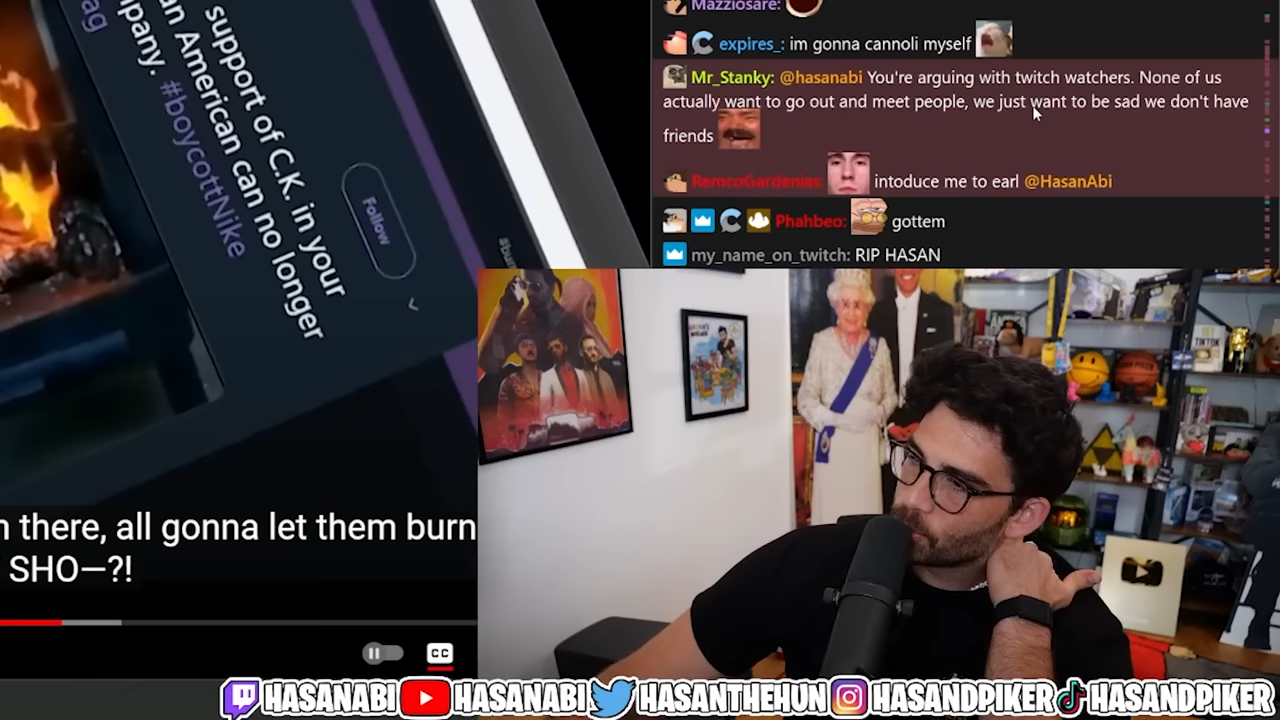 Mazziosare:
expires_: im gonna cannoli myself
Mr_Stanky: @hasanabi You're arguing with twitch watchers. None of us
actually want to go out and meet people, we just want to be sad we don't have
friends
RemcoGardenias: intoduce me to earl @HasanAbi
Phahbeo: gottem
my_name_on_twitch: RIP HASAN
support of C.K. in your
an American can no longer
#boycottNike
Follow
n there, all gonna let them burn
SHO—?!
CC
TIKTOK
HASANABI HASANABI HASANTHEHUN HASANDPIKER HASANDPIKER